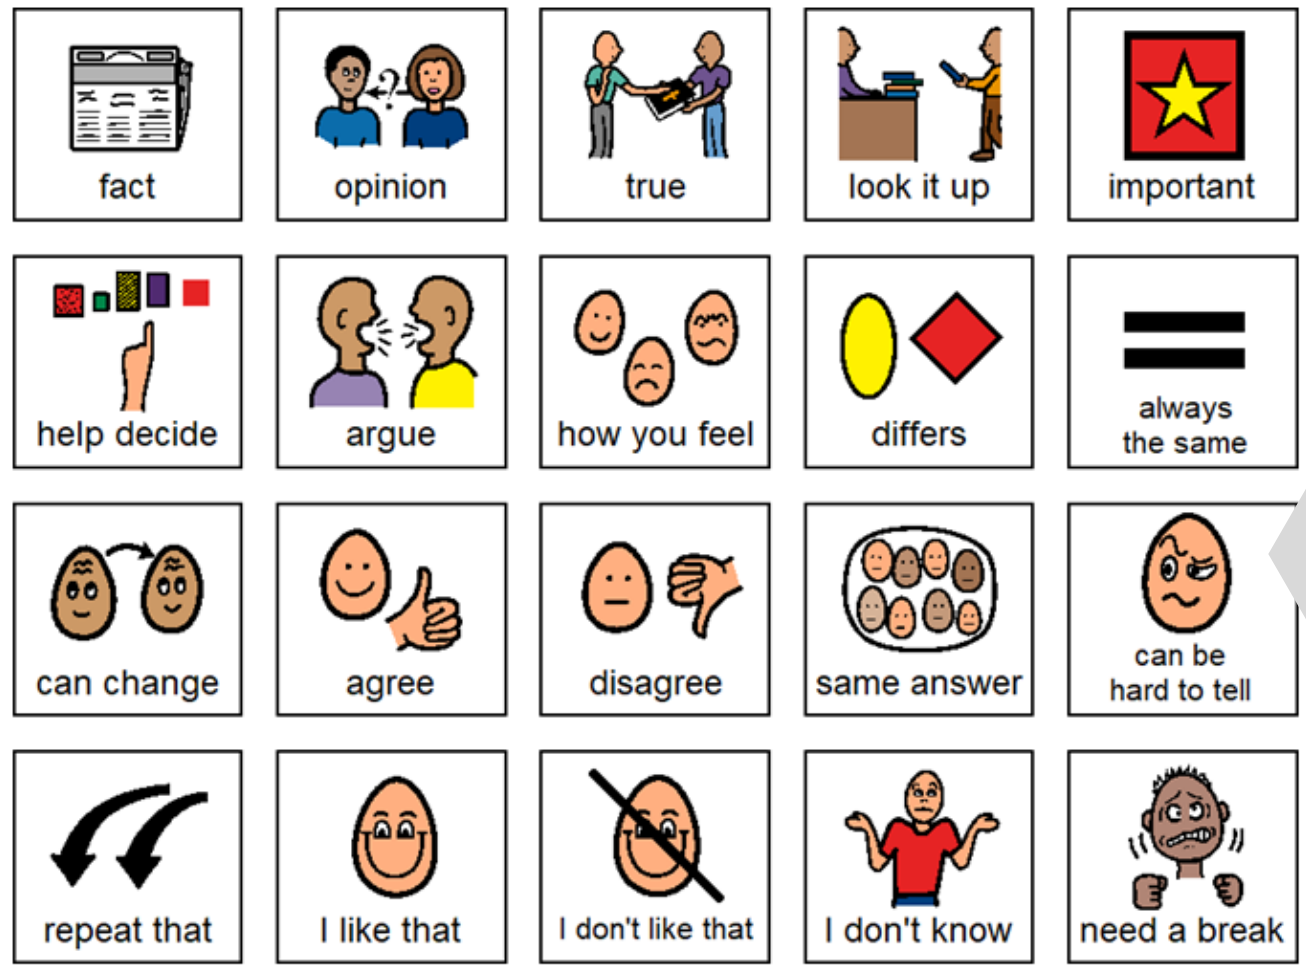 fact
opinion
true
look it up
important
help decide
argue
how you feel
differs
always
the same
can change
agree
disagree
same answer
can be
hard to tell
repeat that
I like that
I don't like that
I don't know
need a break